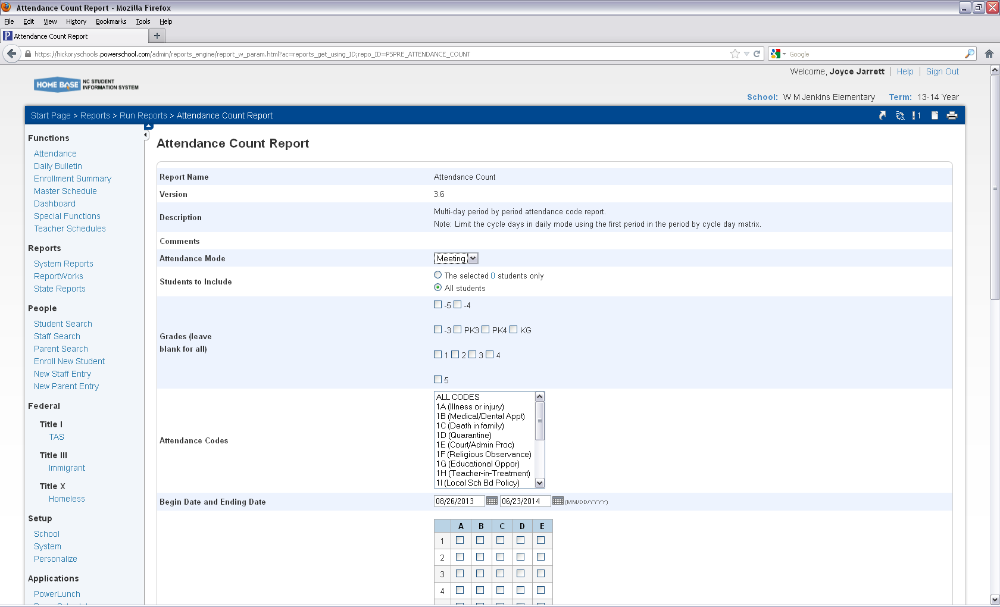 Attendance Count Report - Mozilla Firefox
File Edit View History Bookmarks Tools Help
Attendance Count Report
https://hickoryschools.powerschool.com/admin/reports_engine/report_w_param.html?ac=reports_get_using_ID;repo_ID=PSPRE_ATTENDANCE_COUNT
Google
Welcome, Joyce Jarrett | Help | Sign Out
HOME BASE NC STUDENT
INFORMATION SYSTEM
School: W M Jenkins Elementary Term: 13-14 Year
Start Page > Reports > Run Reports > Attendance Count Report
!1
Functions
Attendance
Daily Bulletin
Enrollment Summary
Master Schedule
Dashboard
Special Functions
Teacher Schedules
Reports
System Reports
ReportWorks
State Reports
People
Student Search
Staff Search
Parent Search
Enroll New Student
New Staff Entry
New Parent Entry
Federal
Title I
TAS
Title III
Immigrant
Title X
Homeless
Setup
School
System
Personalize
Applications
PowerLunch
Attendance Count Report
Report Name Attendance Count
Version 3.6
Description
Multi-day period by period attendance code report.
Note: Limit the cycle days in daily mode using the first period in the period by cycle day matrix.
Comments
Attendance Mode Meeting
Students to Include
The selected 0 students only
All students
Grades (leave
blank for all)
-5 -4
-3 PK3 PK4 KG
1 2 3 4
5
Attendance Codes
ALL CODES
1A (Illness or injury)
1B (Medical/Dental Appt)
1C (Death in family)
1D (Quarantine)
1E (Court/Admin Proc)
1F (Religious Observance)
1G (Educational Oppor)
1H (Teacher-in-Treatment)
1I (Local Sch Bd Policy)
Begin Date and Ending Date 08/26/2013 06/23/2014 (MM/DD/YYYY)
A B C D E
1
2
3
4